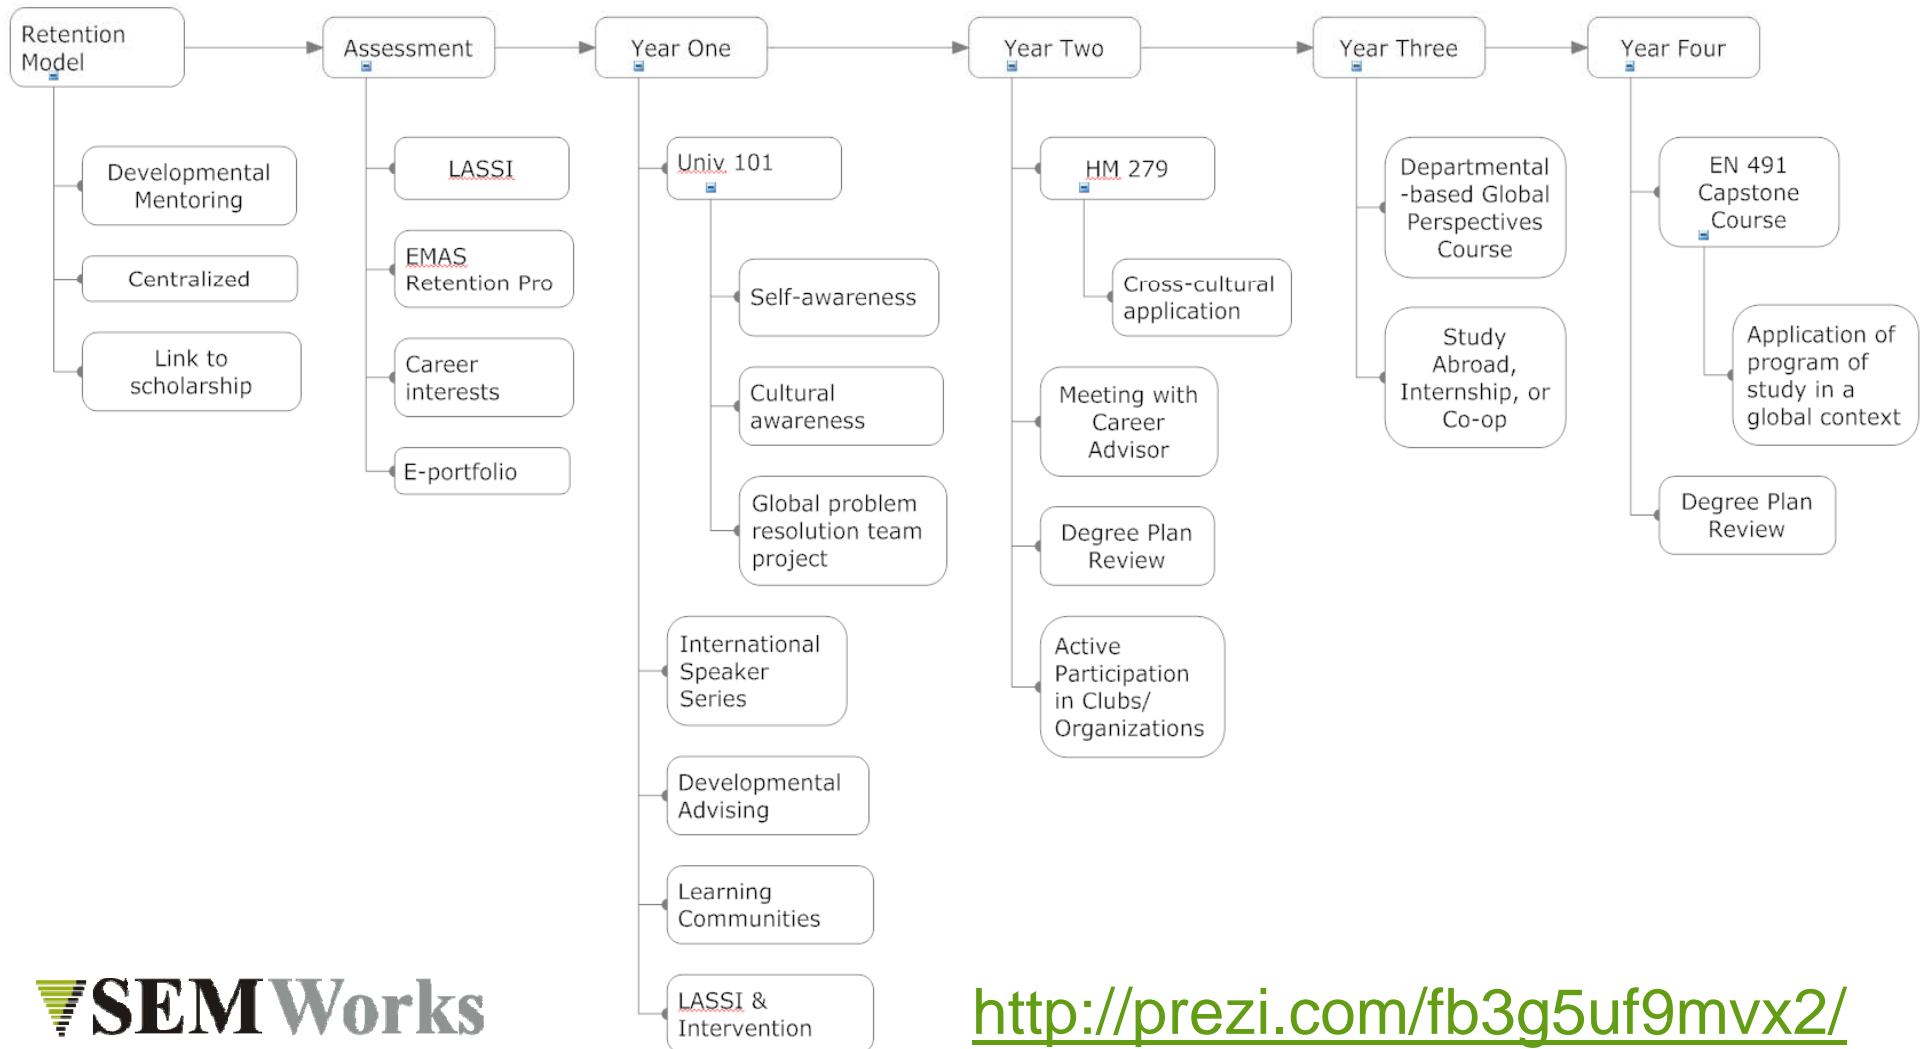 Retention
Model
Assessment
Year One
Year Two
Year Three
Year Four
Developmental
Mentoring
Centralized
Link to
scholarship
LASSI
EMAS
Retention Pro
Career
interests
E-portfolio
Univ 101
Self-awareness
Cultural
awareness
Global problem
resolution team
project
International
Speaker
Series
Developmental
Advising
Learning
Communities
LASSI &
Intervention
HM 279
Cross-cultural
application
Meeting with
Career
Advisor
Degree Plan
Review
Active
Participation
in Clubs/
Organizations
Departmental
-based Global
Perspectives
Course
Study
Abroad,
Internship, or
Co-op
EN 491
Capstone
Course
Application of
program of
study in a
global context
Degree Plan
Review
SEMWorks
http://prezi.com/fb3g5uf9mvx2/